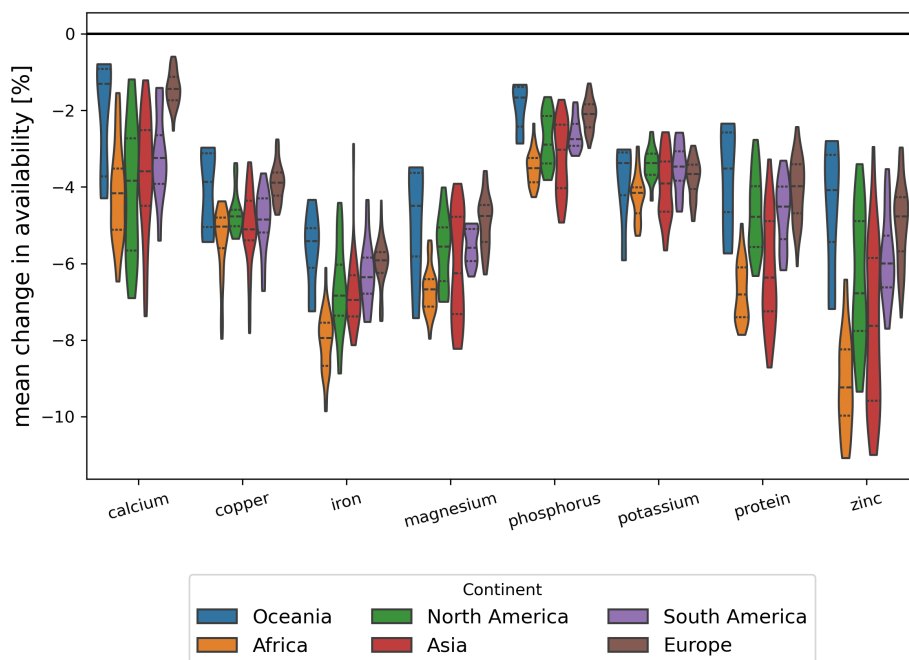 mean change in availability [%]
0
−2
−4
−6
−8
−10
calcium copper iron magnesium phosphorus potassium protein zinc
Continent
Oceania North America South America
Africa Asia Europe